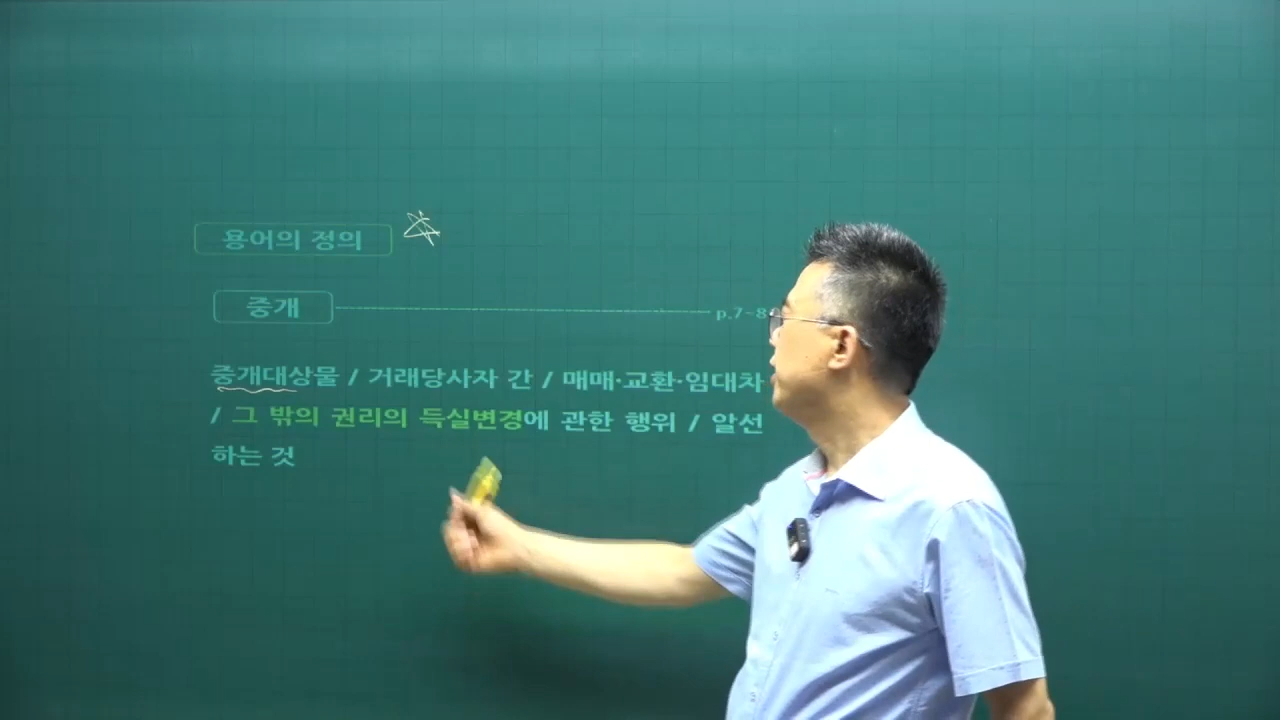 용어의 정의
중개
p.7~8
중개대상물 / 거래당사자 간 / 매매·교환·임대차
/ 그 밖의 권리의 득실변경에 관한 행위 / 알선
하는 것